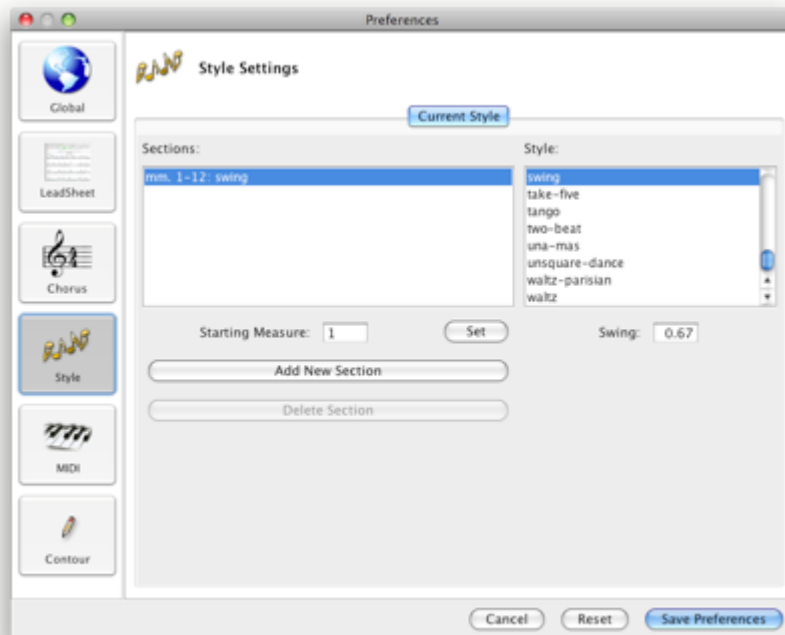 Preferences
Global
LeadSheet
Chorus
Style
MIDI
Contour
Style Settings
Current Style
Sections:
mm. 1-12: swing
Starting Measure: 1
Set
Add New Section
Delete Section
Style:
swing
take-five
tango
two-beat
una-mas
unsquare-dance
waltz-parisian
waltz
Swing: 0.67
Cancel
Reset
Save Preferences